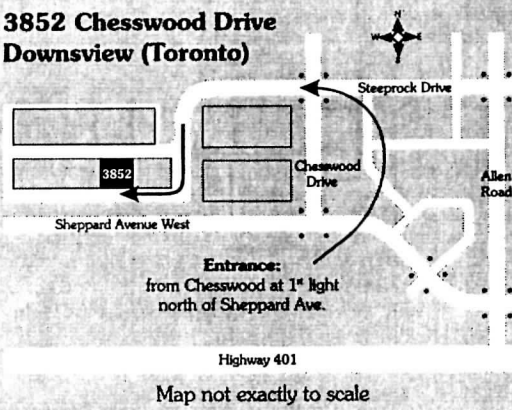 3852 Chesswood Drive
Downsview (Toronto)
N
W
E
Steeprock Drive
3852
Chesswood
Drive
Allen
Road
Sheppard Avenue West
Entrance:
from Chesswood at 1st light
north of Sheppard Ave.
Highway 401
Map not exactly to scale